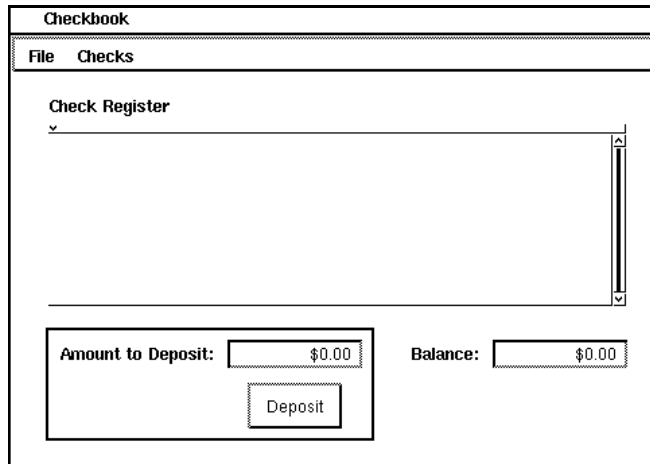 Checkbook
File Checks
Check Register
Amount to Deposit: $0.00 Balance: $0.00
Deposit